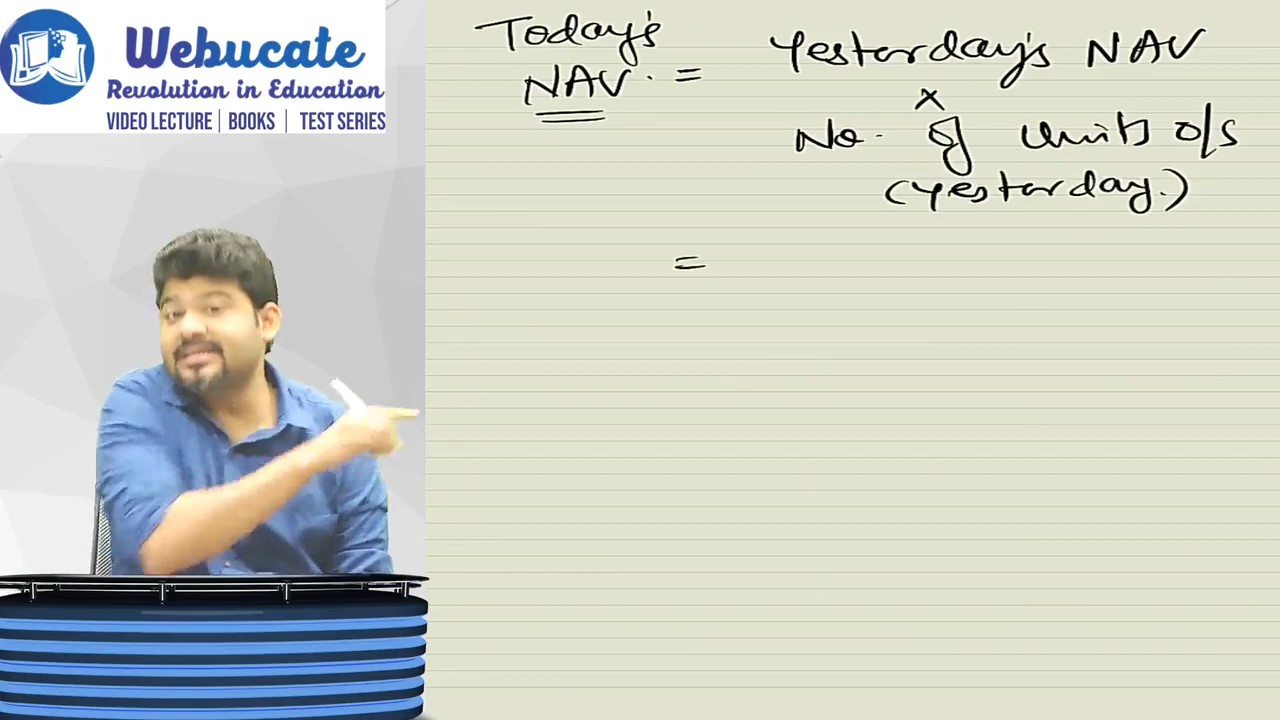 Webucate
Revolution in Education
VIDEO LECTURE | BOOKS | TEST SERIES
Today's
NAV. =
Yesterday's NAV
x
No. of units o/s
(yesterday.)
=